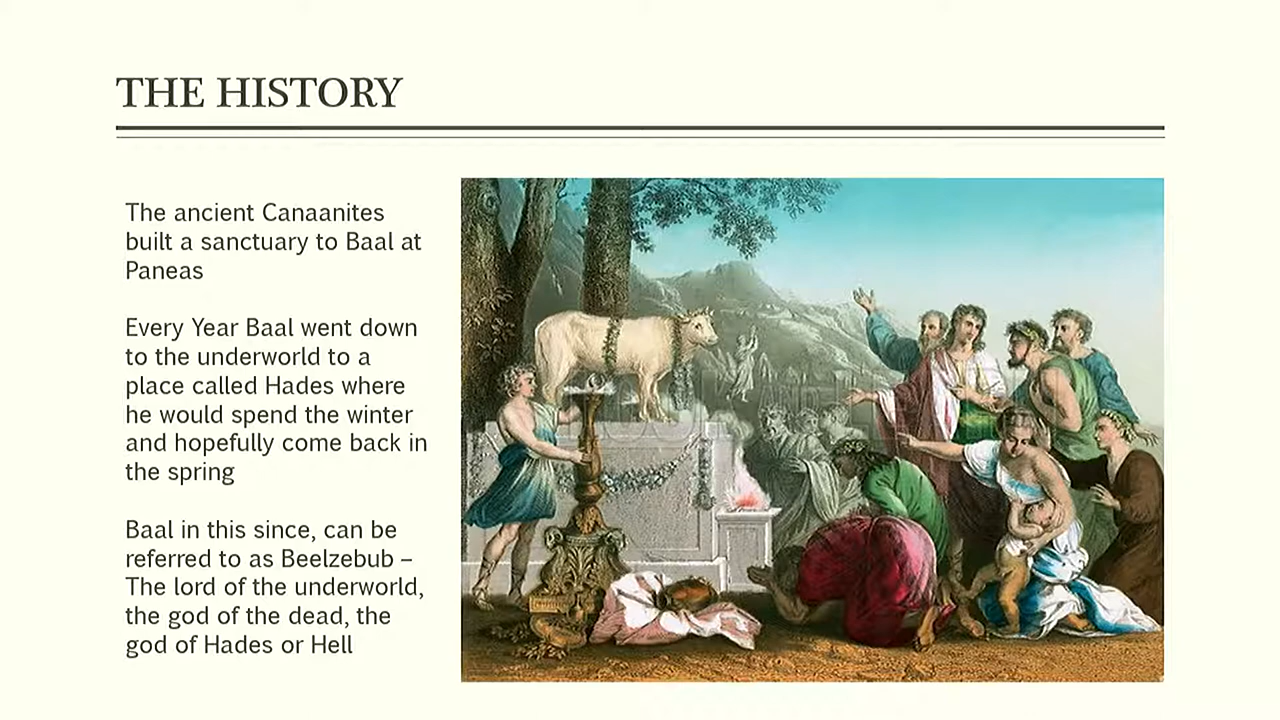 THE HISTORY
The ancient Canaanites
built a sanctuary to Baal at
Paneas
Every Year Baal went down
to the underworld to a
place called Hades where
he would spend the winter
and hopefully come back in
the spring
Baal in this since, can be
referred to as Beelzebub –
The lord of the underworld,
the god of the dead, the
god of Hades or Hell